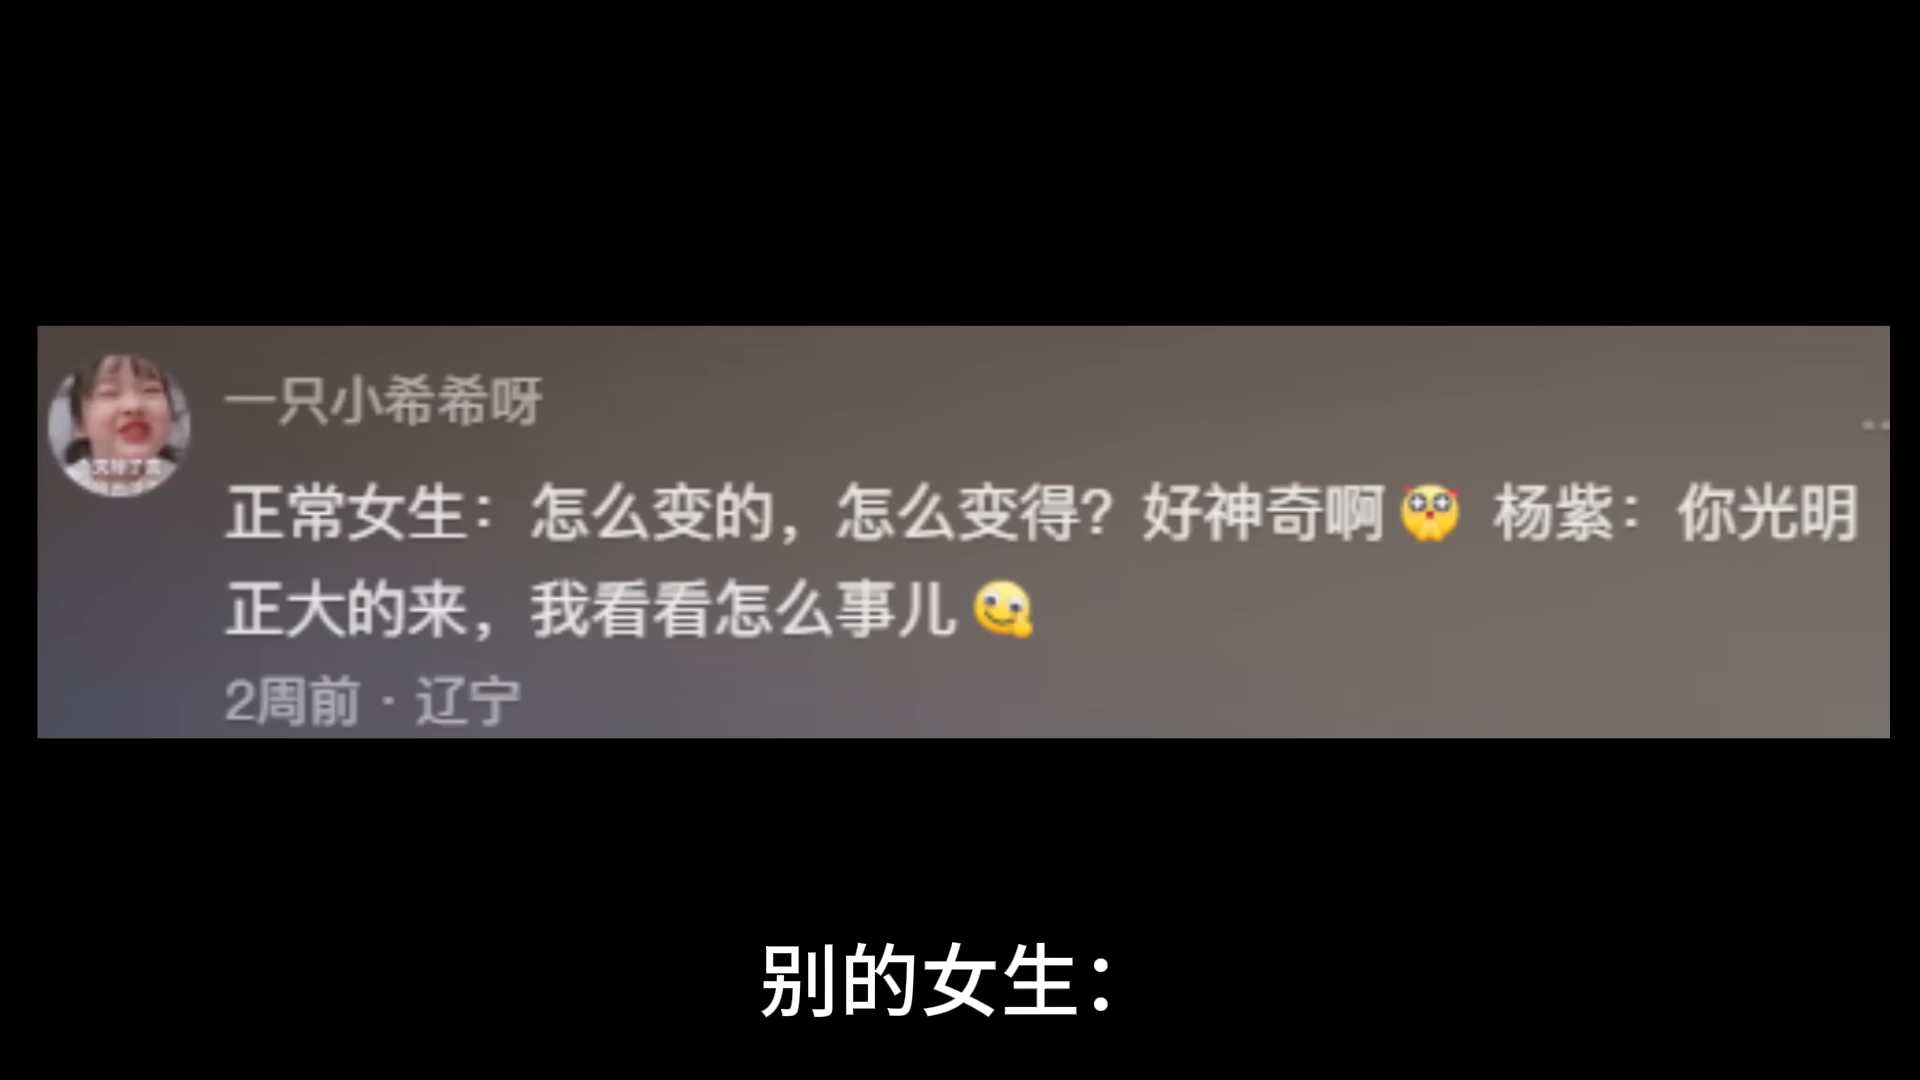 一只小希希呀
正常女生：怎么变的，怎么变得？好神奇啊 杨紫：你光明
正大的来，我看看怎么事儿
2周前 · 辽宁
别的女生：